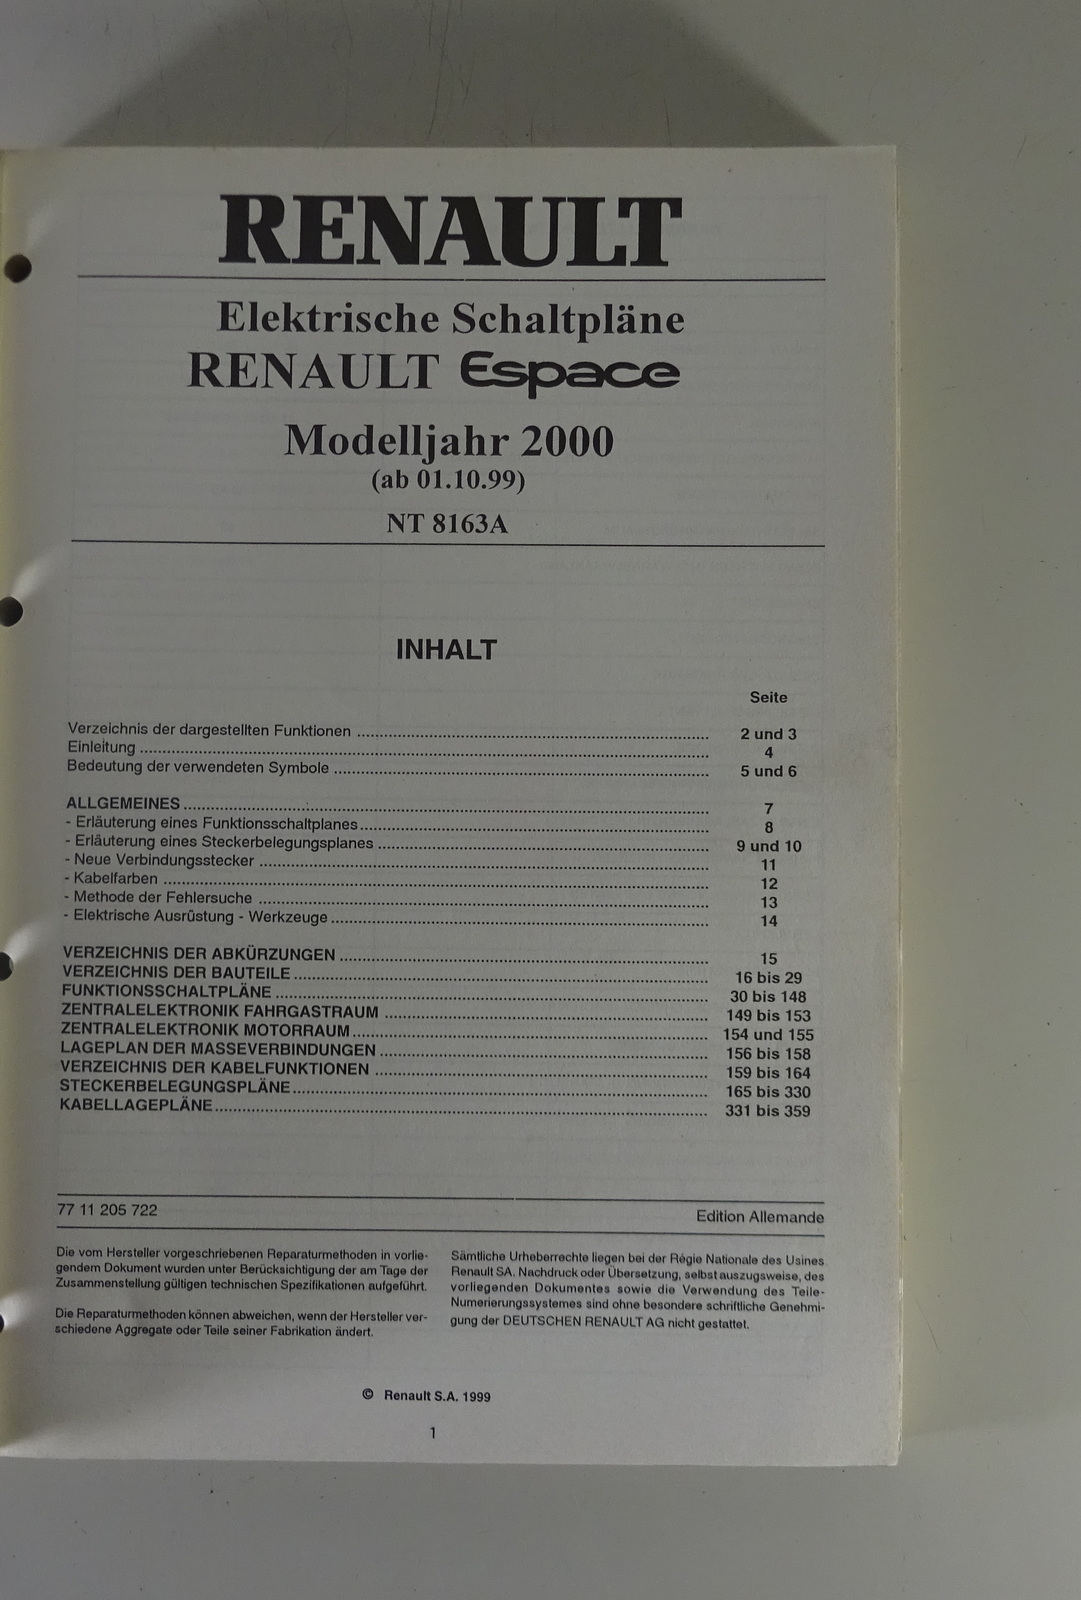 RENAULT
Elektrische Schaltpläne
RENAULT Espace
Modelljahr 2000
(ab 01.10.99)
NT 8163A
INHALT
Seite
Verzeichnis der dargestellten Funktionen ........ 2 und 3
Einleitung ........ 4
Bedeutung der verwendeten Symbole ........ 5 und 6
ALLGEMEINES ........ 7
- Erläuterung eines Funktionsschaltplanes ........ 8
- Erläuterung eines Steckerbelegungsplanes ........ 9 und 10
- Neue Verbindungsstecker ........ 11
- Kabelfarben ........ 12
- Methode der Fehlersuche ........ 13
- Elektrische Ausrüstung - Werkzeuge ........ 14
VERZEICHNIS DER ABKÜRZUNGEN ........ 15
VERZEICHNIS DER BAUTEILE ........ 16 bis 29
FUNKTIONSSCHALTPLÄNE ........ 30 bis 148
ZENTRALELEKTRONIK FAHRGASTRAUM ........ 149 bis 153
ZENTRALELEKTRONIK MOTORRAUM ........ 154 und 155
LAGEPLAN DER MASSEVERBINDUNGEN ........ 156 bis 158
VERZEICHNIS DER KABELFUNKTIONEN ........ 159 bis 164
STECKERBELEGUNGSPLÄNE ........ 165 bis 330
KABELLAGEPLÄNE ........ 331 bis 359
77 11 205 722
Edition Allemande
Die vom Hersteller vorgeschriebenen Reparaturmethoden in vorlie-
gendem Dokument wurden unter Berücksichtigung der am Tage der
Zusammenstellung gültigen technischen Spezifikationen aufgeführt.
Die Reparaturmethoden können abweichen, wenn der Hersteller ver-
schiedene Aggregate oder Teile seiner Fabrikation ändert.
Sämtliche Urheberrechte liegen bei der Régie Nationale des Usines
Renault SA. Nachdruck oder Übersetzung, selbst auszugsweise, des
vorliegenden Dokumentes sowie die Verwendung des Teile-
Numerierungssystemes sind ohne besondere schriftliche Genehmi-
gung der DEUTSCHEN RENAULT AG nicht gestattet.
© Renault S.A. 1999
1